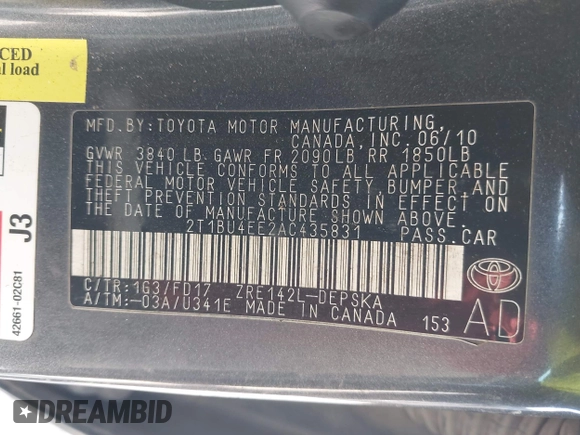 CED
al load
J3
42661-02C81
MFD.BY:TOYOTA MOTOR MANUFACTURING,
CANADA, INC. 06/10
GVWR 3840 LB GAWR FR 2090LB RR 1850LB
THIS VEHICLE CONFORMS TO ALL APPLICABLE
FEDERAL MOTOR VEHICLE SAFETY, BUMPER, AND
THEFT PREVENTION STANDARDS IN EFFECT ON
THE DATE OF MANUFACTURE SHOWN ABOVE.
2T1BU4EE2AC435831 PASS.CAR
C/TR:1G3/FD17 ZRE142L-DEPSKA
A/TM:-03A/U341E MADE IN CANADA 153
AD
DREAMBID